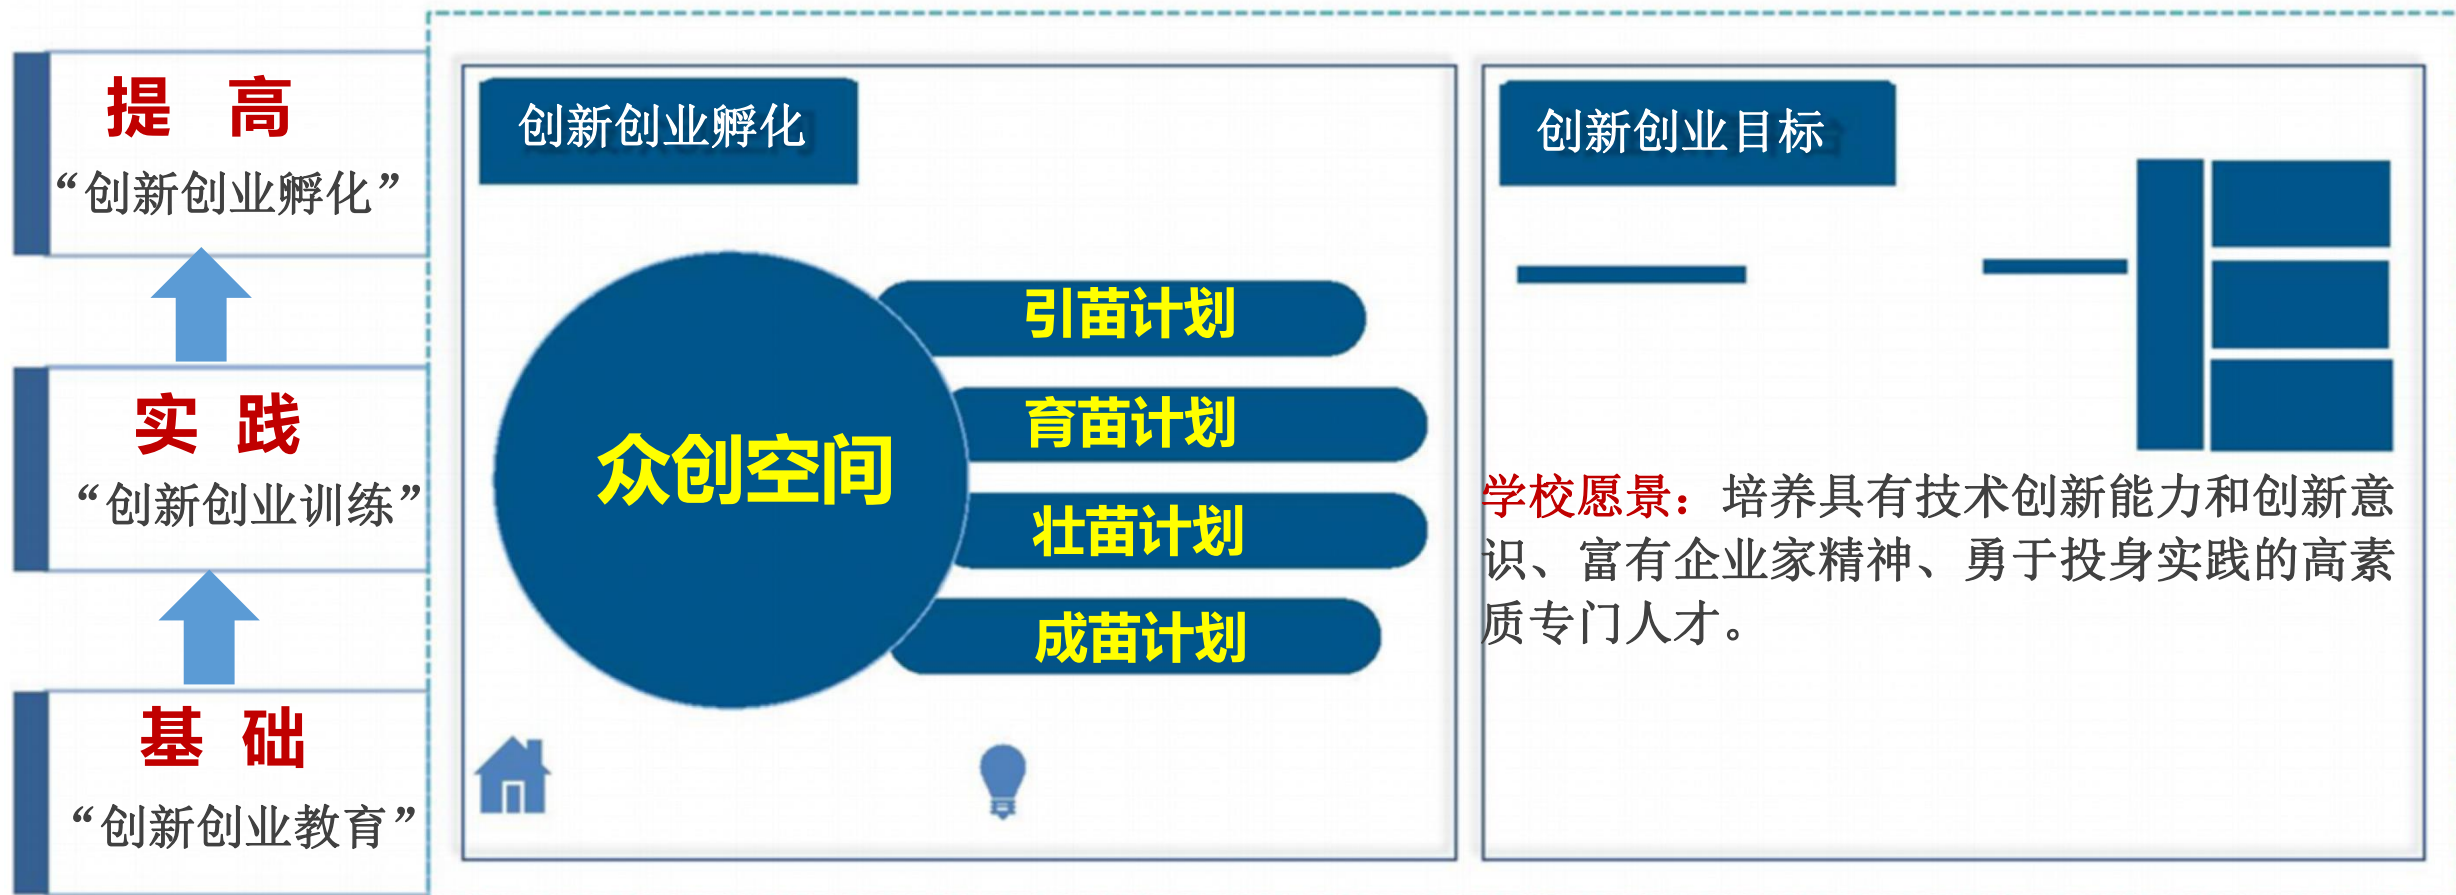 提 高
“创新创业孵化”
实 践
“创新创业训练”
基 础
“创新创业教育”
创新创业孵化
众创空间
引苗计划
育苗计划
壮苗计划
成苗计划
创新创业目标
学校愿景：培养具有技术创新能力和创新意
识、富有企业家精神、勇于投身实践的高素
质专门人才。